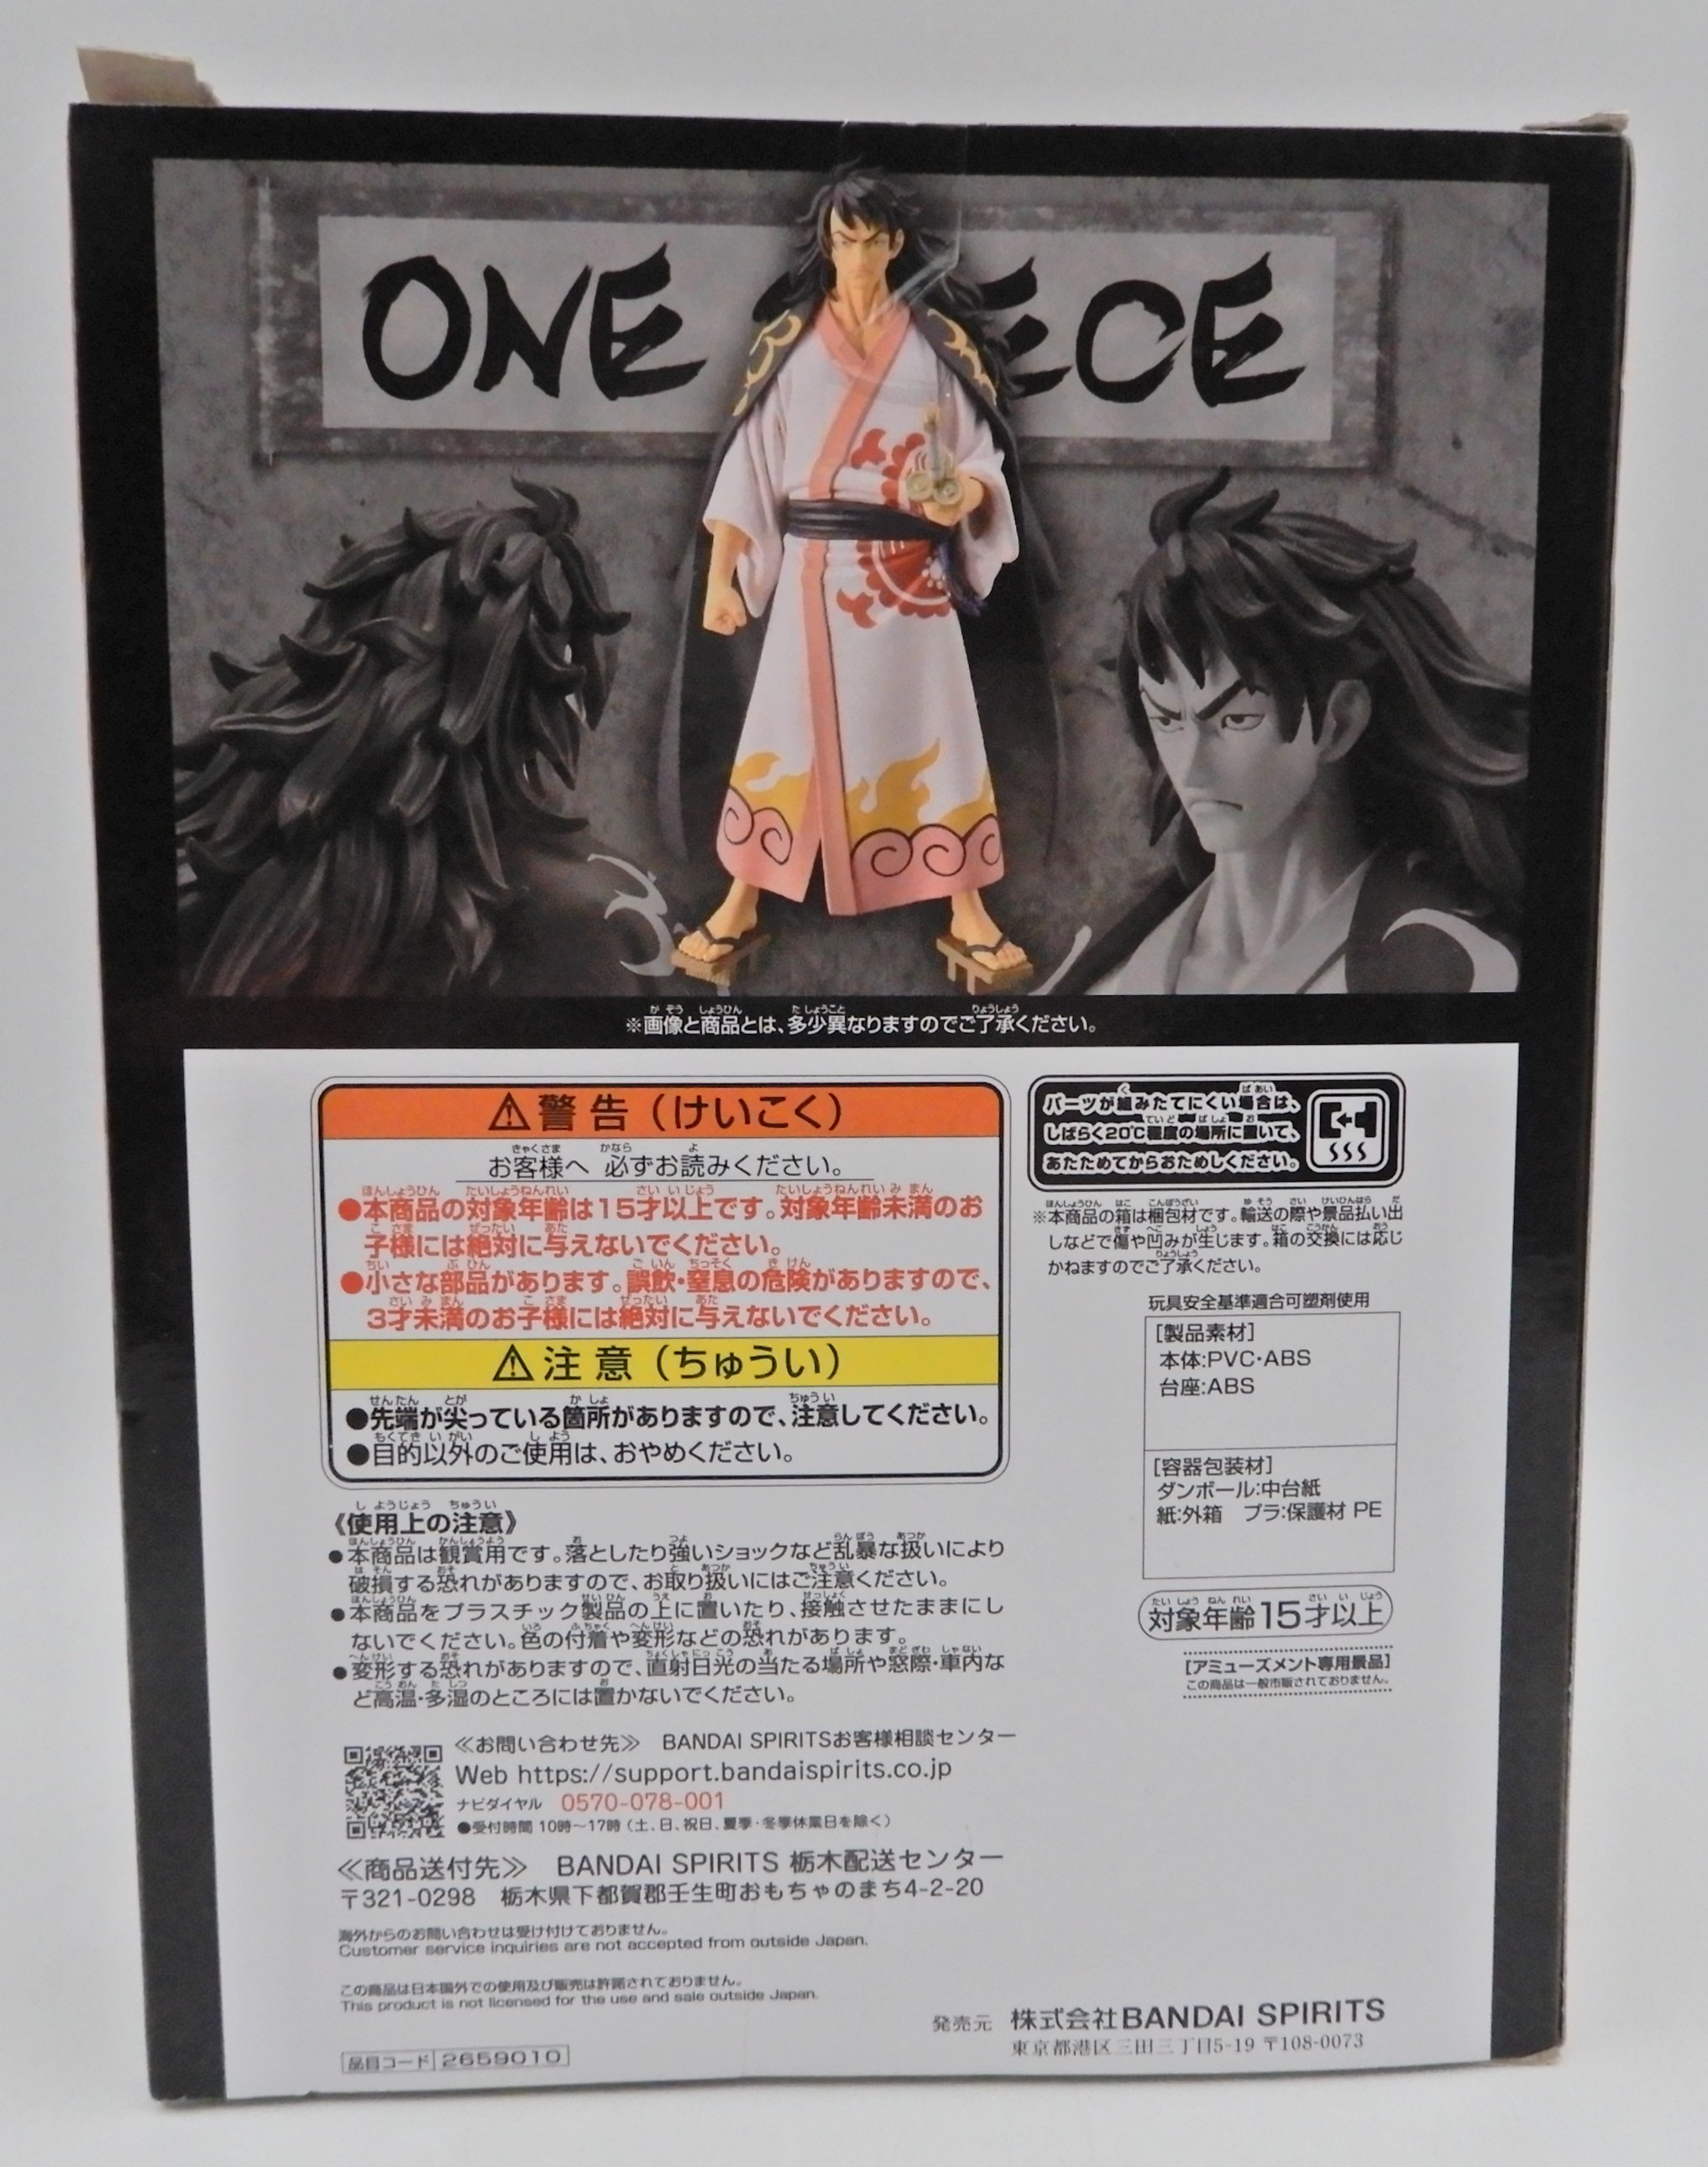 ONE PIECE
※画像と商品とは、多少異なりますのでご了承ください。
⚠警告（けいこく）
お客様へ 必ずお読みください。
●本商品の対象年齢は15才以上です。対象年齢未満のお
子様には絶対に与えないでください。
●小さな部品があります。誤飲・窒息の危険がありますので、
3才未満のお子様には絶対に与えないでください。
⚠注意（ちゅうい）
●先端が尖っている箇所がありますので、注意してください。
●目的以外のご使用は、おやめください。
《使用上の注意》
●本商品は観賞用です。落としたり強いショックなど乱暴な扱いにより
破損する恐れがありますので、お取り扱いにはご注意ください。
●本商品をプラスチック製品の上に置いたり、接触させたままにし
ないでください。色の付着や変形などの恐れがあります。
●変形する恐れがありますので、直射日光の当たる場所や窓際・車内な
ど高温・多湿のところには置かないでください。
≪お問い合わせ先≫ BANDAI SPIRITSお客様相談センター
Web https://support.bandaispirits.co.jp
ナビダイヤル 0570-078-001
●受付時間 10時～17時（土、日、祝日、夏季・冬季休業日を除く）
≪商品送付先≫ BANDAI SPIRITS 栃木配送センター
〒321-0298 栃木県下都賀郡壬生町おもちゃのまち4-2-20
海外からのお問い合わせは受け付けておりません。
Customer service inquiries are not accepted from outside Japan.
この商品は日本国外での使用及び販売は許諾されておりません。
This product is not licensed for the use and sale outside Japan.
品目コード 2659010
パーツが組みたてにくい場合は、
しばらく20℃程度の場所に置いて、
あたためてからおためしください。
※本商品の箱は梱包材です。輸送の際や景品払い出
しなどで傷や凹みが生じます。箱の交換には応じ
かねますのでご了承ください。
玩具安全基準適合可塑剤使用
［製品素材］
本体:PVC・ABS
台座:ABS
［容器包装材］
ダンボール:中台紙
紙:外箱 プラ:保護材 PE
対象年齢15才以上
［アミューズメント専用景品］
この商品は一般市販されておりません。
発売元 株式会社BANDAI SPIRITS
東京都港区三田三丁目5-19 〒108-0073